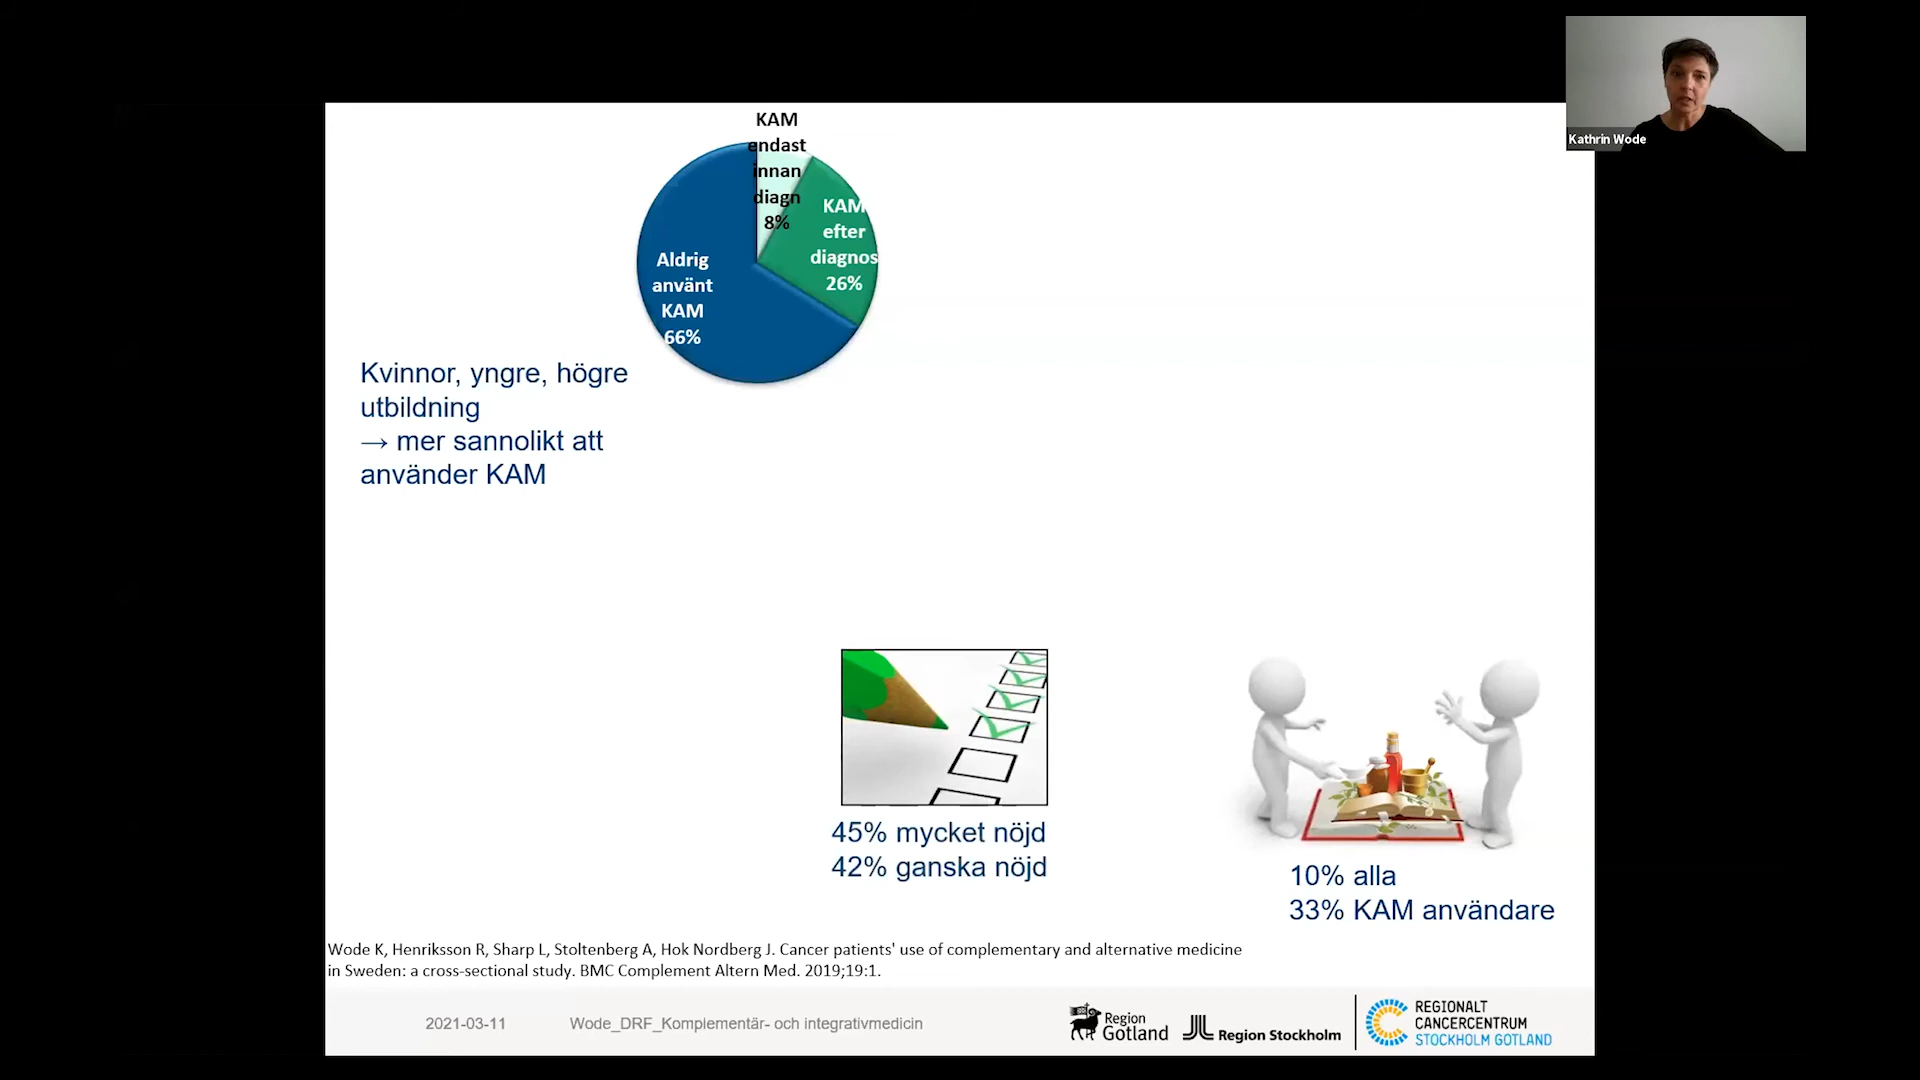 Kathrin Wode
KAM
endast
innan
diagn
8%
KAM
efter
diagnos
26%
Aldrig
använt
KAM
66%
Kvinnor, yngre, högre
utbildning
→ mer sannolikt att
använder KAM
45% mycket nöjd
42% ganska nöjd
10% alla
33% KAM användare
Wode K, Henriksson R, Sharp L, Stoltenberg A, Hok Nordberg J. Cancer patients' use of complementary and alternative medicine
in Sweden: a cross-sectional study. BMC Complement Altern Med. 2019;19:1.
2021-03-11
Wode_DRF_Komplementär- och integrativmedicin
Region
Gotland
Region Stockholm
REGIONALT
CANCERCENTRUM
STOCKHOLM GOTLAND